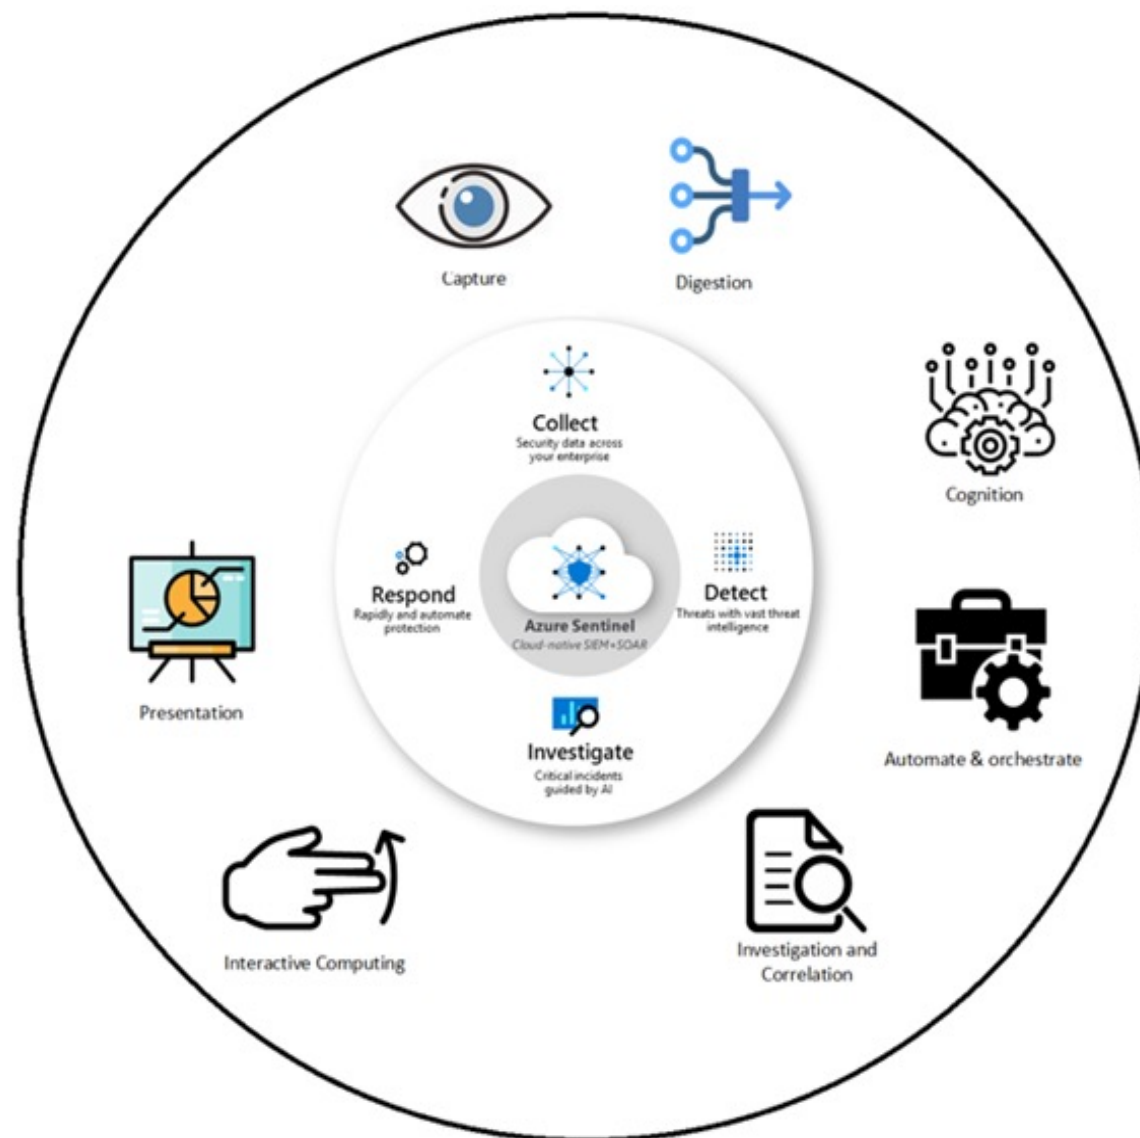 Capture
Digestion
Collect
Security data across
your enterprise
Cognition
Respond
Rapidly and automate
protection
Azure Sentinel
Cloud-native SIEM+SOAR
Detect
Threats with vast threat
intelligence
Presentation
Investigate
Critical incidents
guided by AI
Automate & orchestrate
Interactive Computing
Investigation and
Correlation